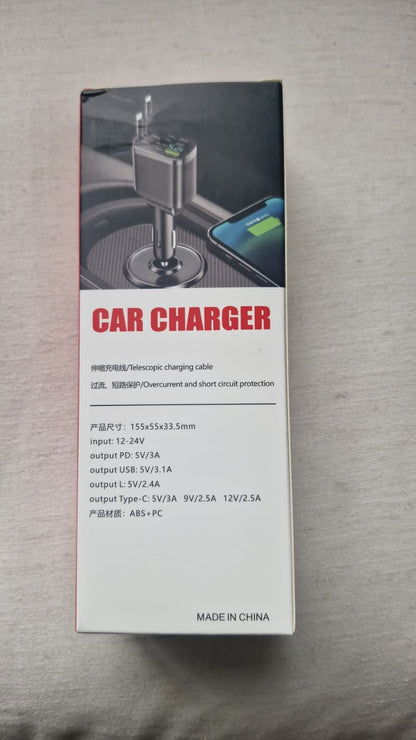 CAR CHARGER
伸缩充电线/Telescopic charging cable
过流、短路保护/Overcurrent and short circuit protection
产品尺寸：155x55x33.5mm
input: 12-24V
output PD: 5V/3A
output USB: 5V/3.1A
output L: 5V/2.4A
output Type-C: 5V/3A 9V/2.5A 12V/2.5A
产品材质：ABS+PC
MADE IN CHINA